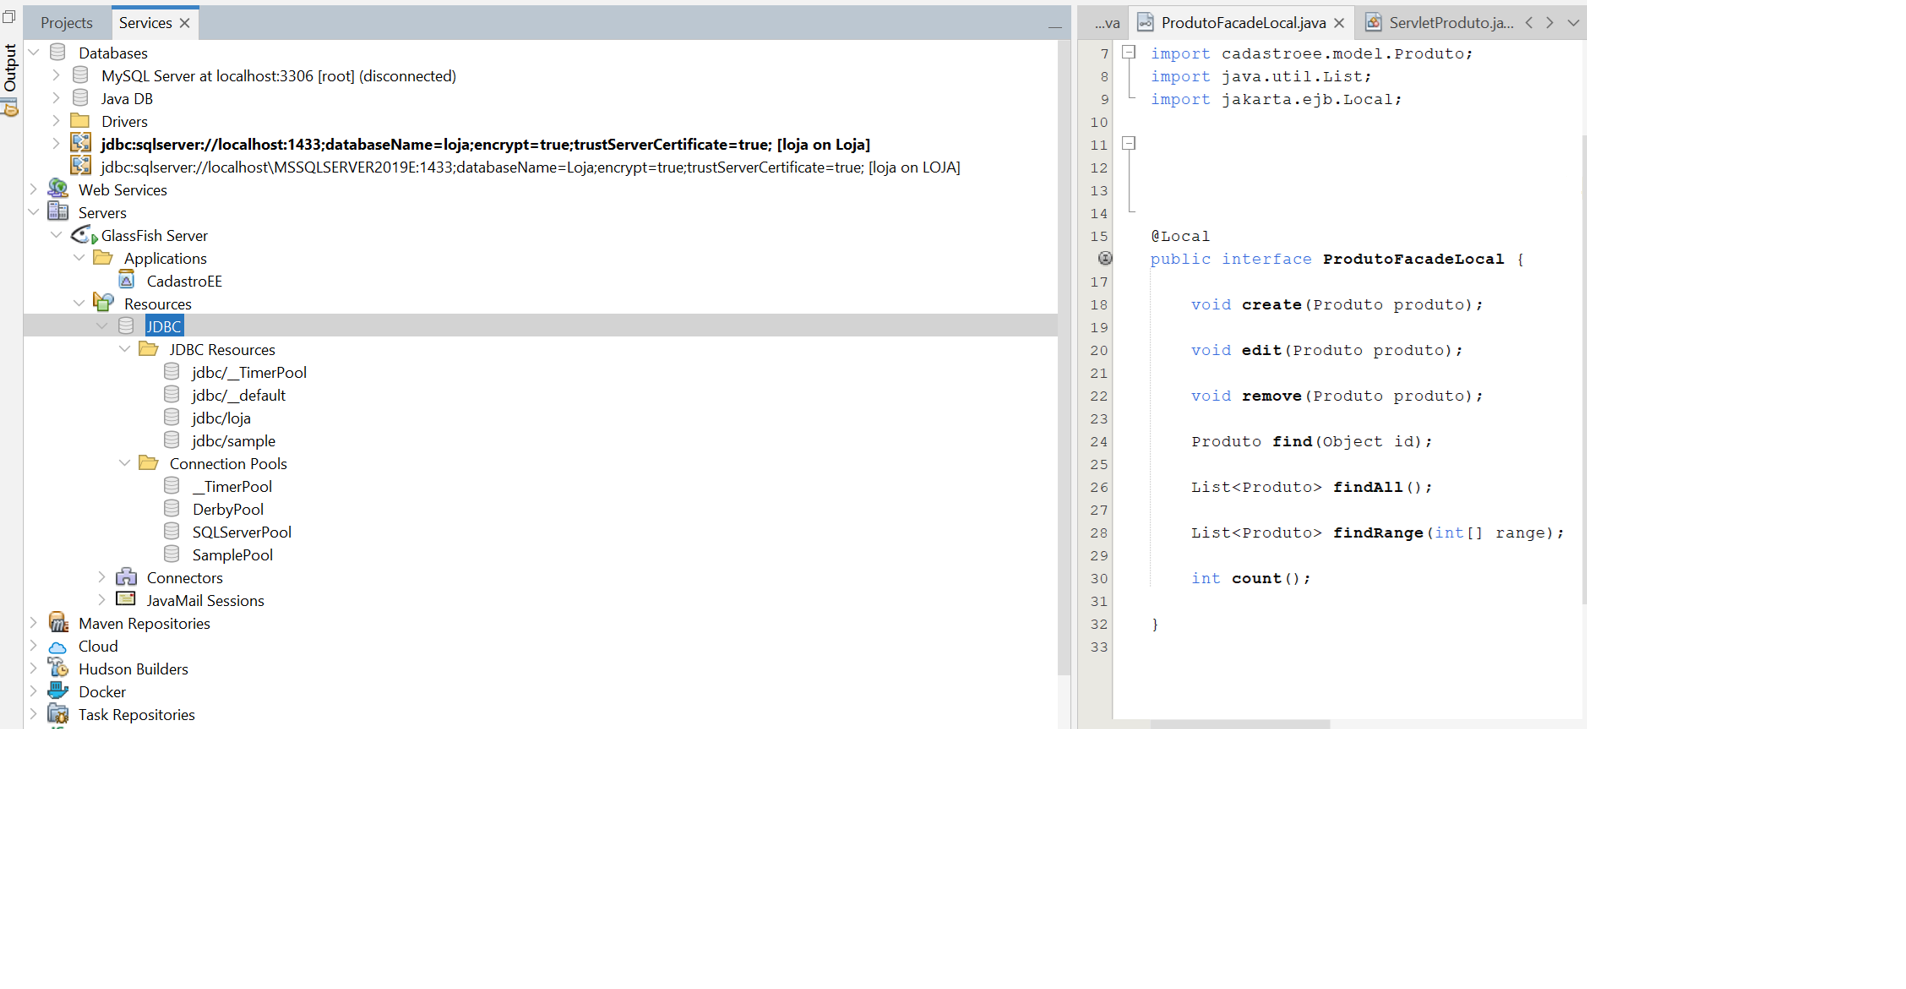 Output
Projects
Services
Databases
MySQL Server at localhost:3306 [root] (disconnected)
Java DB
Drivers
jdbc:sqlserver://localhost:1433;databaseName=loja;encrypt=true;trustServerCertificate=true; [loja on Loja]
jdbc:sqlserver://localhost\MSSQLSERVER2019E:1433;databaseName=Loja;encrypt=true;trustServerCertificate=true; [loja on LOJA]
Web Services
Servers
GlassFish Server
Applications
CadastroEE
Resources
JDBC
JDBC Resources
jdbc/__TimerPool
jdbc/__default
jdbc/loja
jdbc/sample
Connection Pools
__TimerPool
DerbyPool
SQLServerPool
SamplePool
Connectors
JavaMail Sessions
Maven Repositories
Cloud
Hudson Builders
Docker
Task Repositories
...va
ProdutoFacadeLocal.java
ServletProduto.ja...
7 import cadastroee.model.Produto;
8 import java.util.List;
9 import jakarta.ejb.Local;
10
11
12
13
14
15 @Local
public interface ProdutoFacadeLocal {
17
18 void create(Produto produto);
19
20 void edit(Produto produto);
21
22 void remove(Produto produto);
23
24 Produto find(Object id);
25
26 List<Produto> findAll();
27
28 List<Produto> findRange(int[] range);
29
30 int count();
31
32 }
33